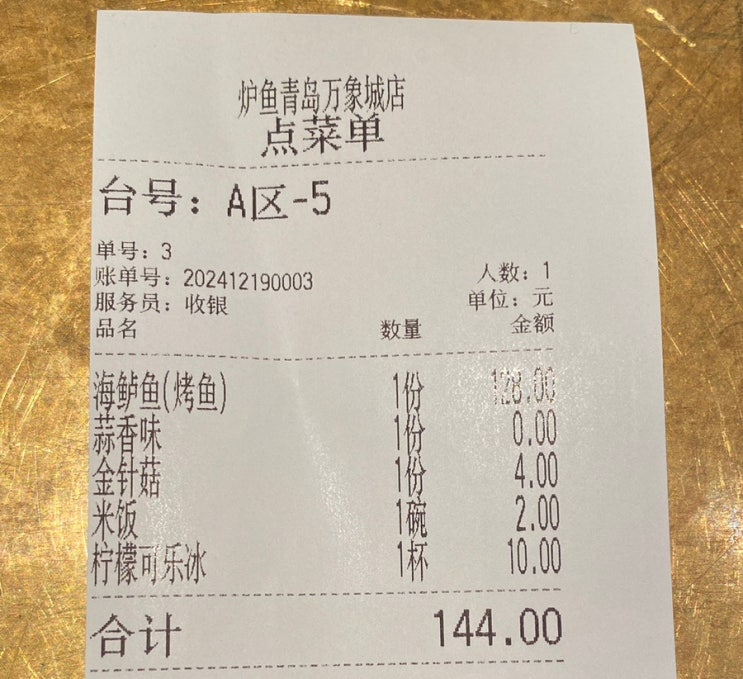 炉鱼青岛万象城店
点菜单
台号：A区-5
单号：3
账单号：202412190003 人数：1
服务员：收银 单位：元
品名 数量 金额
海鲈鱼(烤鱼) 1份 128.00
蒜香味 1份 0.00
金针菇 1份 4.00
米饭 1碗 2.00
柠檬可乐冰 1杯 10.00
合计 144.00